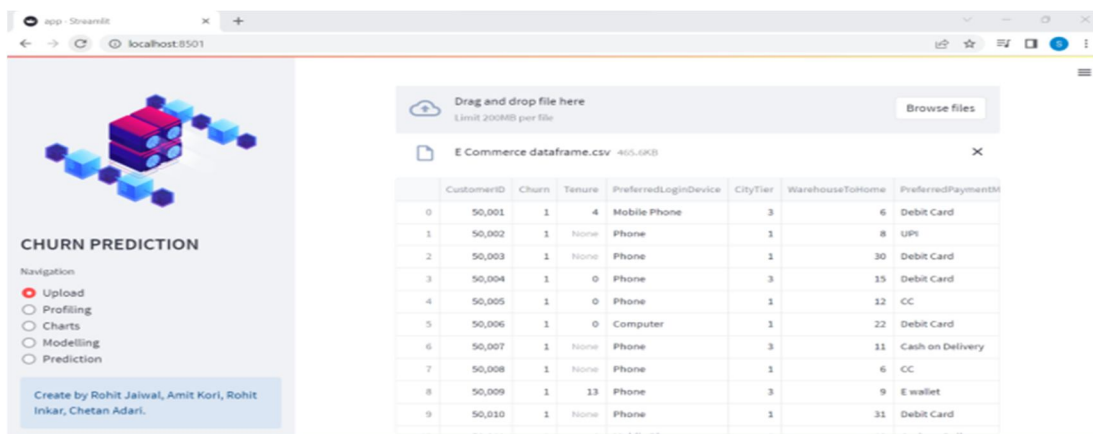 app · Streamlit
localhost:8501
S
CHURN PREDICTION
Navigation
Upload
Profiling
Charts
Modelling
Prediction
Create by Rohit Jaiwal, Amit Kori, Rohit
Inkar, Chetan Adari.
Drag and drop file here
Limit 200MB per file
Browse files
E Commerce dataframe.csv 465.6KB
CustomerID Churn Tenure PreferredLoginDevice CityTier WarehouseToHome PreferredPaymentM
0 50,001 1 4 Mobile Phone 3 6 Debit Card
1 50,002 1 None Phone 1 8 UPI
2 50,003 1 None Phone 1 30 Debit Card
3 50,004 1 0 Phone 3 15 Debit Card
4 50,005 1 0 Phone 1 12 CC
5 50,006 1 0 Computer 1 22 Debit Card
6 50,007 1 None Phone 3 11 Cash on Delivery
7 50,008 1 None Phone 1 6 CC
8 50,009 1 13 Phone 3 9 E wallet
9 50,010 1 None Phone 1 31 Debit Card